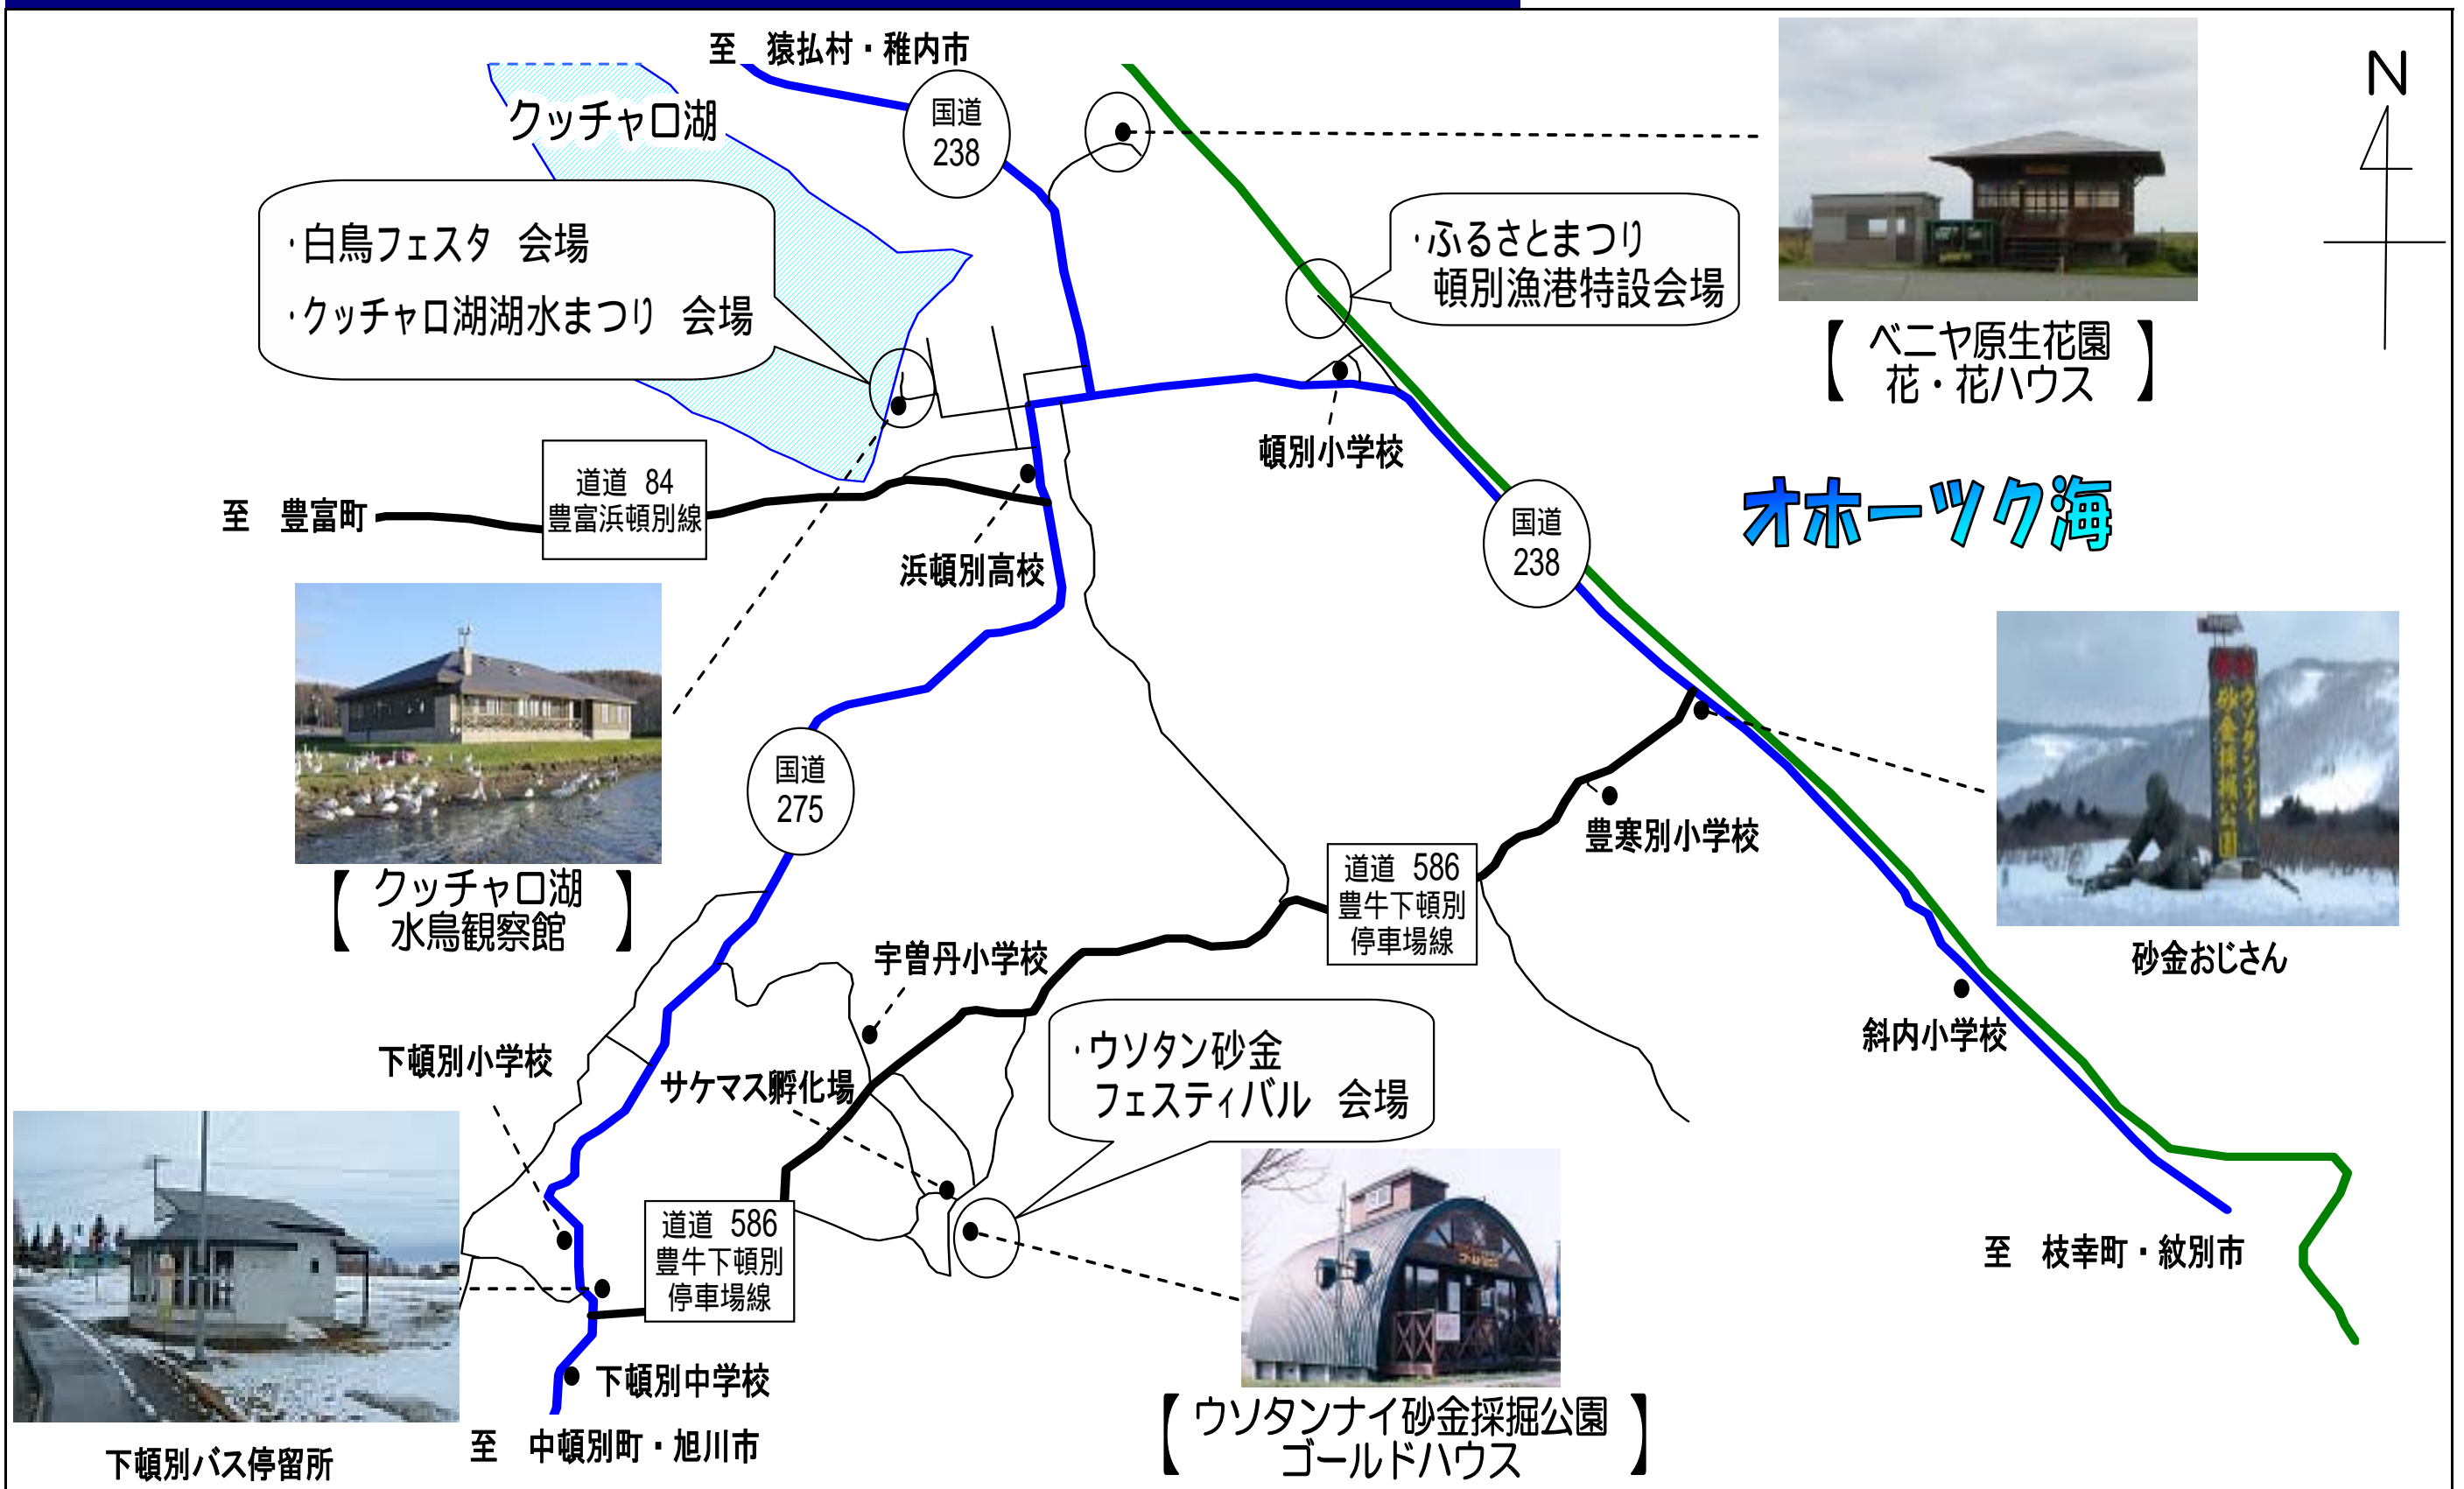 至　猿払村・稚内市
N
クッチャロ湖
国道
238
・白鳥フェスタ　会場
・クッチャロ湖湖水まつり　会場
・ふるさとまつり
頓別漁港特設会場
【　ベニヤ原生花園　】
花・花ハウス
頓別小学校
オホーツク海
至　豊富町
道道 84
豊富浜頓別線
浜頓別高校
国道
238
ウソタンナイ
砂金採掘公園
砂金おじさん
国道
275
豊寒別小学校
【　クッチャロ湖　】
水鳥観察館
道道 586
豊牛下頓別
停車場線
宇曽丹小学校
斜内小学校
下頓別小学校
サケマス孵化場
・ウソタン砂金
フェスティバル　会場
道道 586
豊牛下頓別
停車場線
至　枝幸町・紋別市
下頓別中学校
【　ウソタンナイ砂金採掘公園　】
ゴールドハウス
至　中頓別町・旭川市
下頓別バス停留所